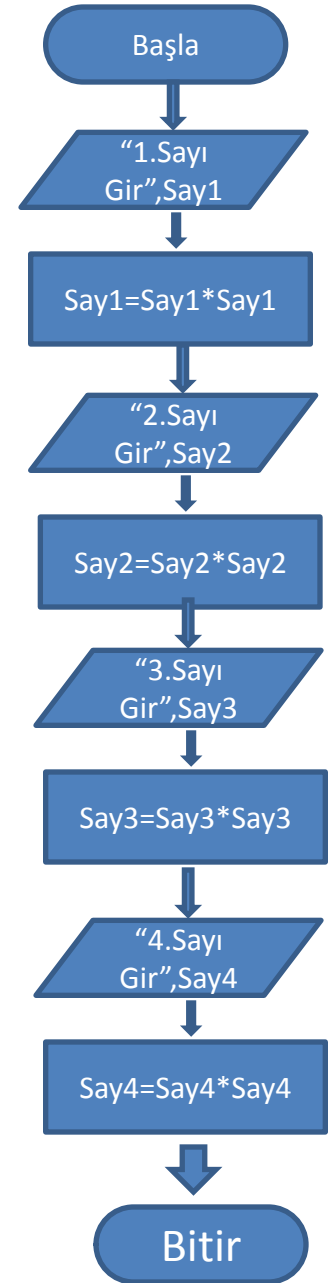 Başla
“1.Sayı
Gir”,Say1
Say1=Say1*Say1
“2.Sayı
Gir”,Say2
Say2=Say2*Say2
“3.Sayı
Gir”,Say3
Say3=Say3*Say3
“4.Sayı
Gir”,Say4
Say4=Say4*Say4
Bitir